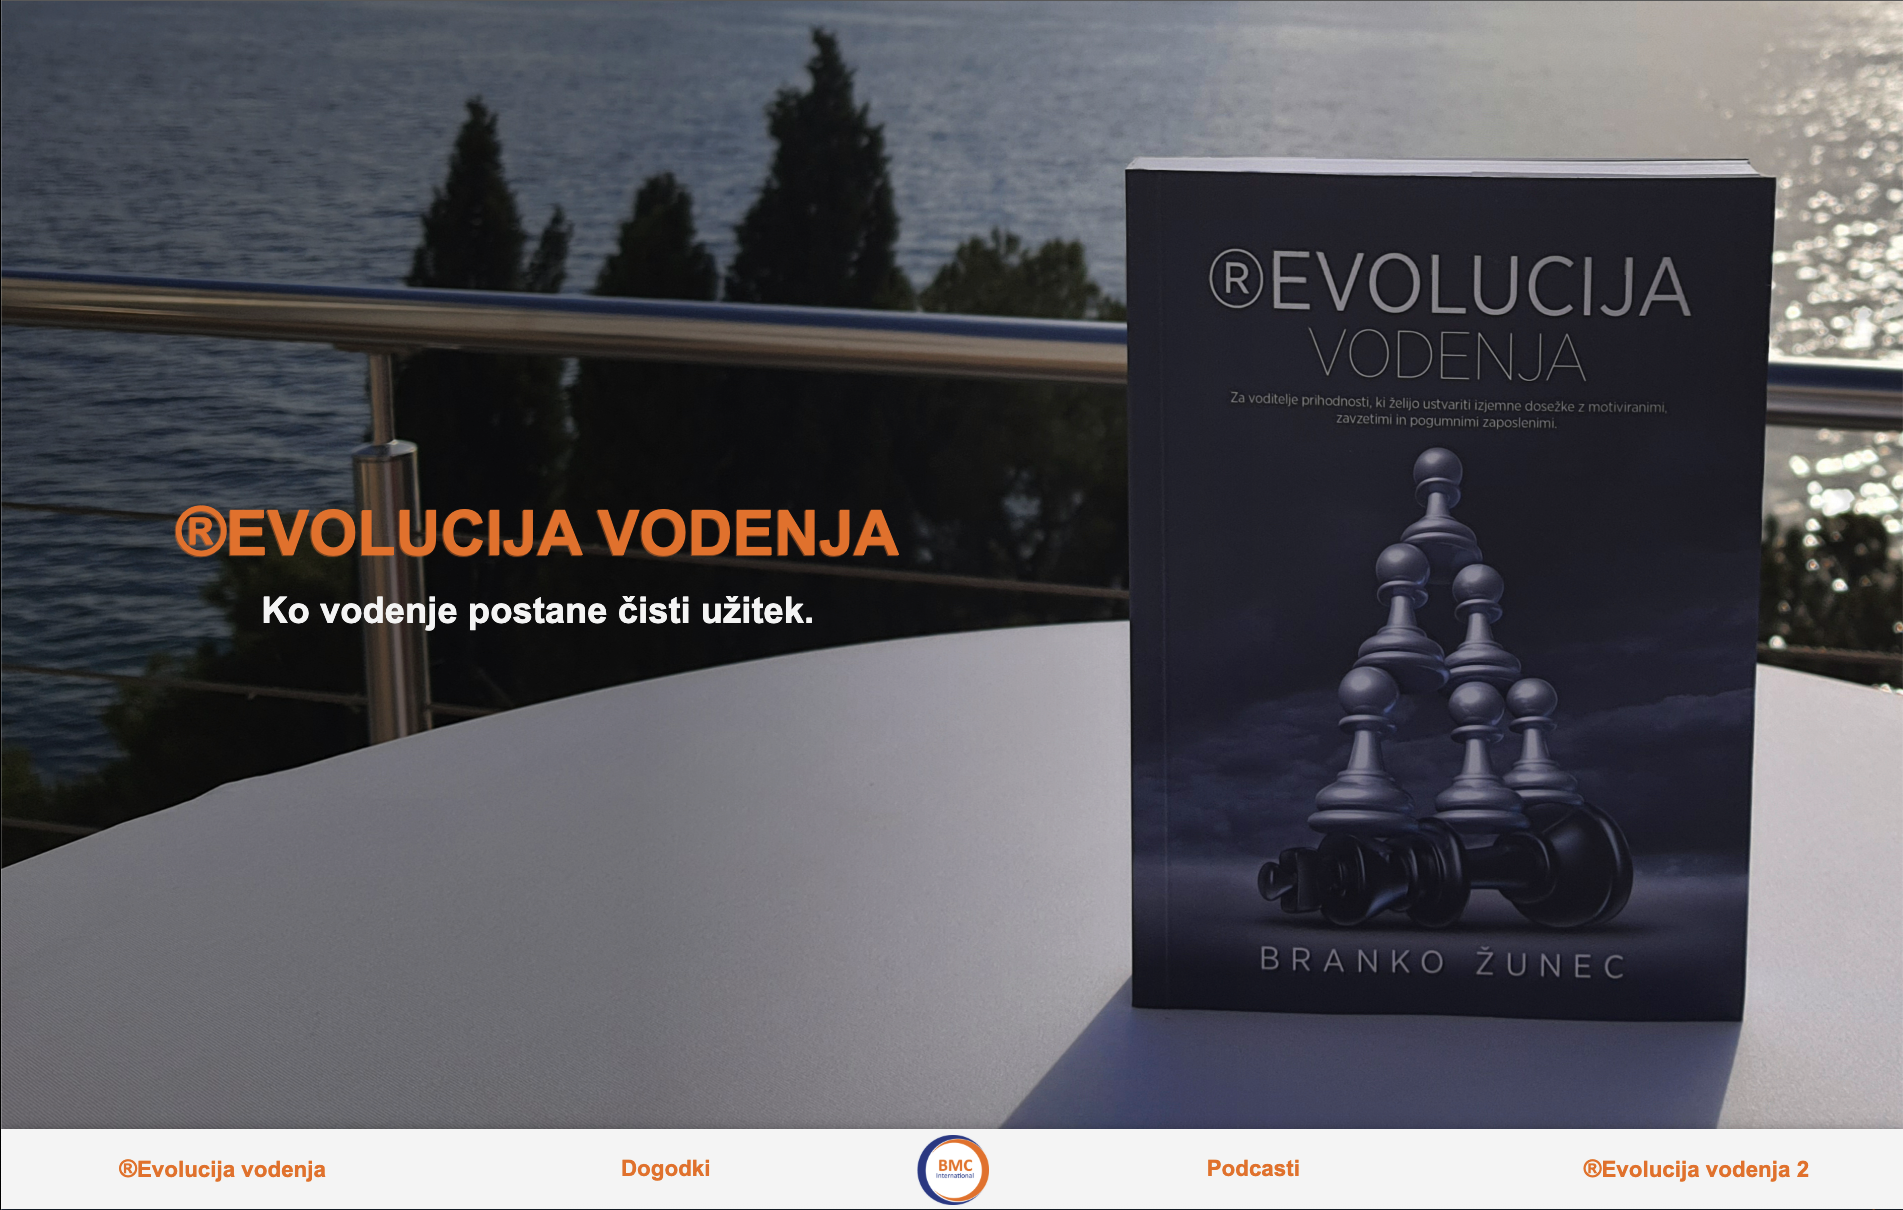 ®EVOLUCIJA
VODENJA
Za voditelje prihodnosti, ki želijo ustvariti izjemne dosežke z motiviranimi,
zavzetimi in pogumnimi zaposlenimi.
BRANKO ŽUNEC
®EVOLUCIJA VODENJA
Ko vodenje postane čisti užitek.
®Evolucija vodenja
Dogodki
BMC
International
Podcasti
®Evolucija vodenja 2